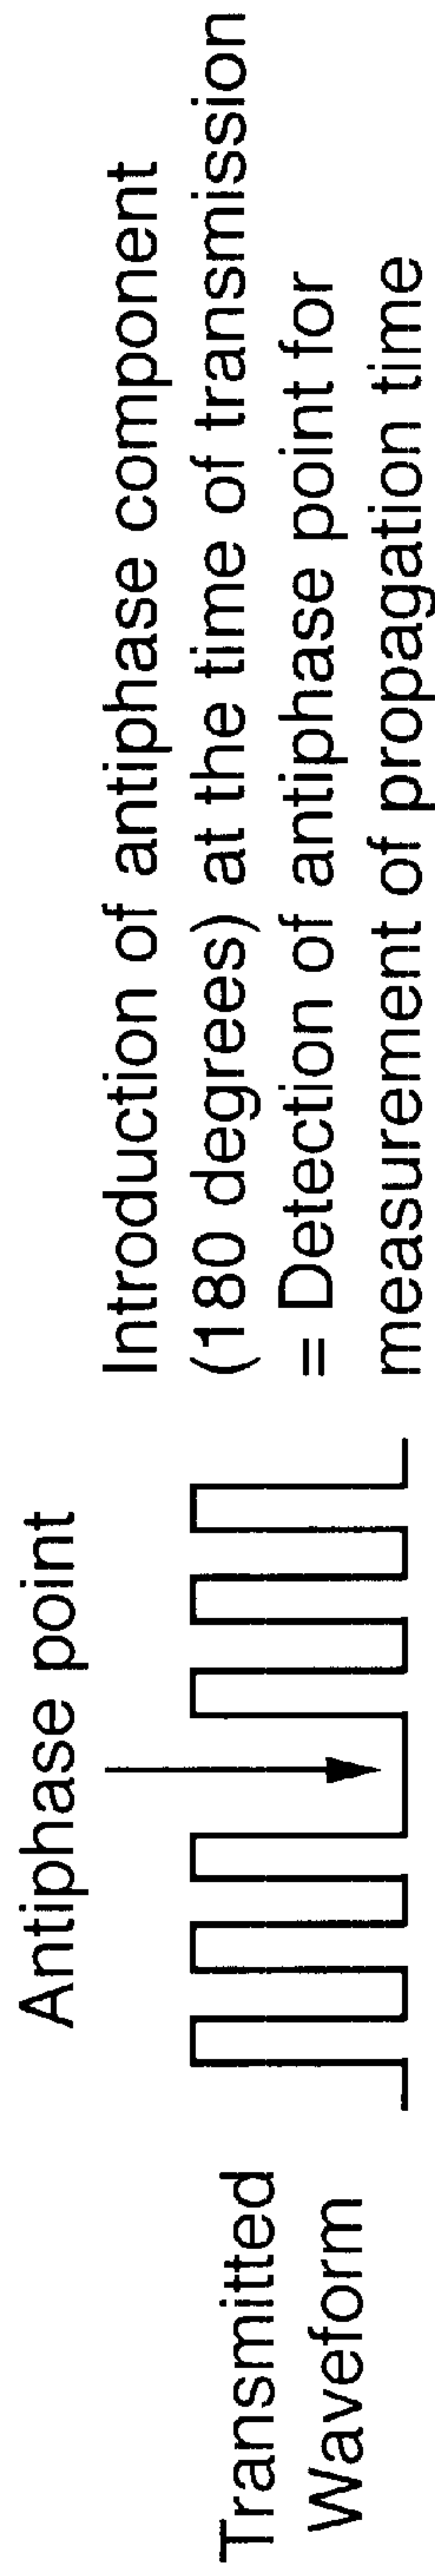 Antiphase point
Transmitted
Waveform
Introduction of antiphase component
(180 degrees) at the time of transmission
= Detection of antiphase point for
measurement of propagation time